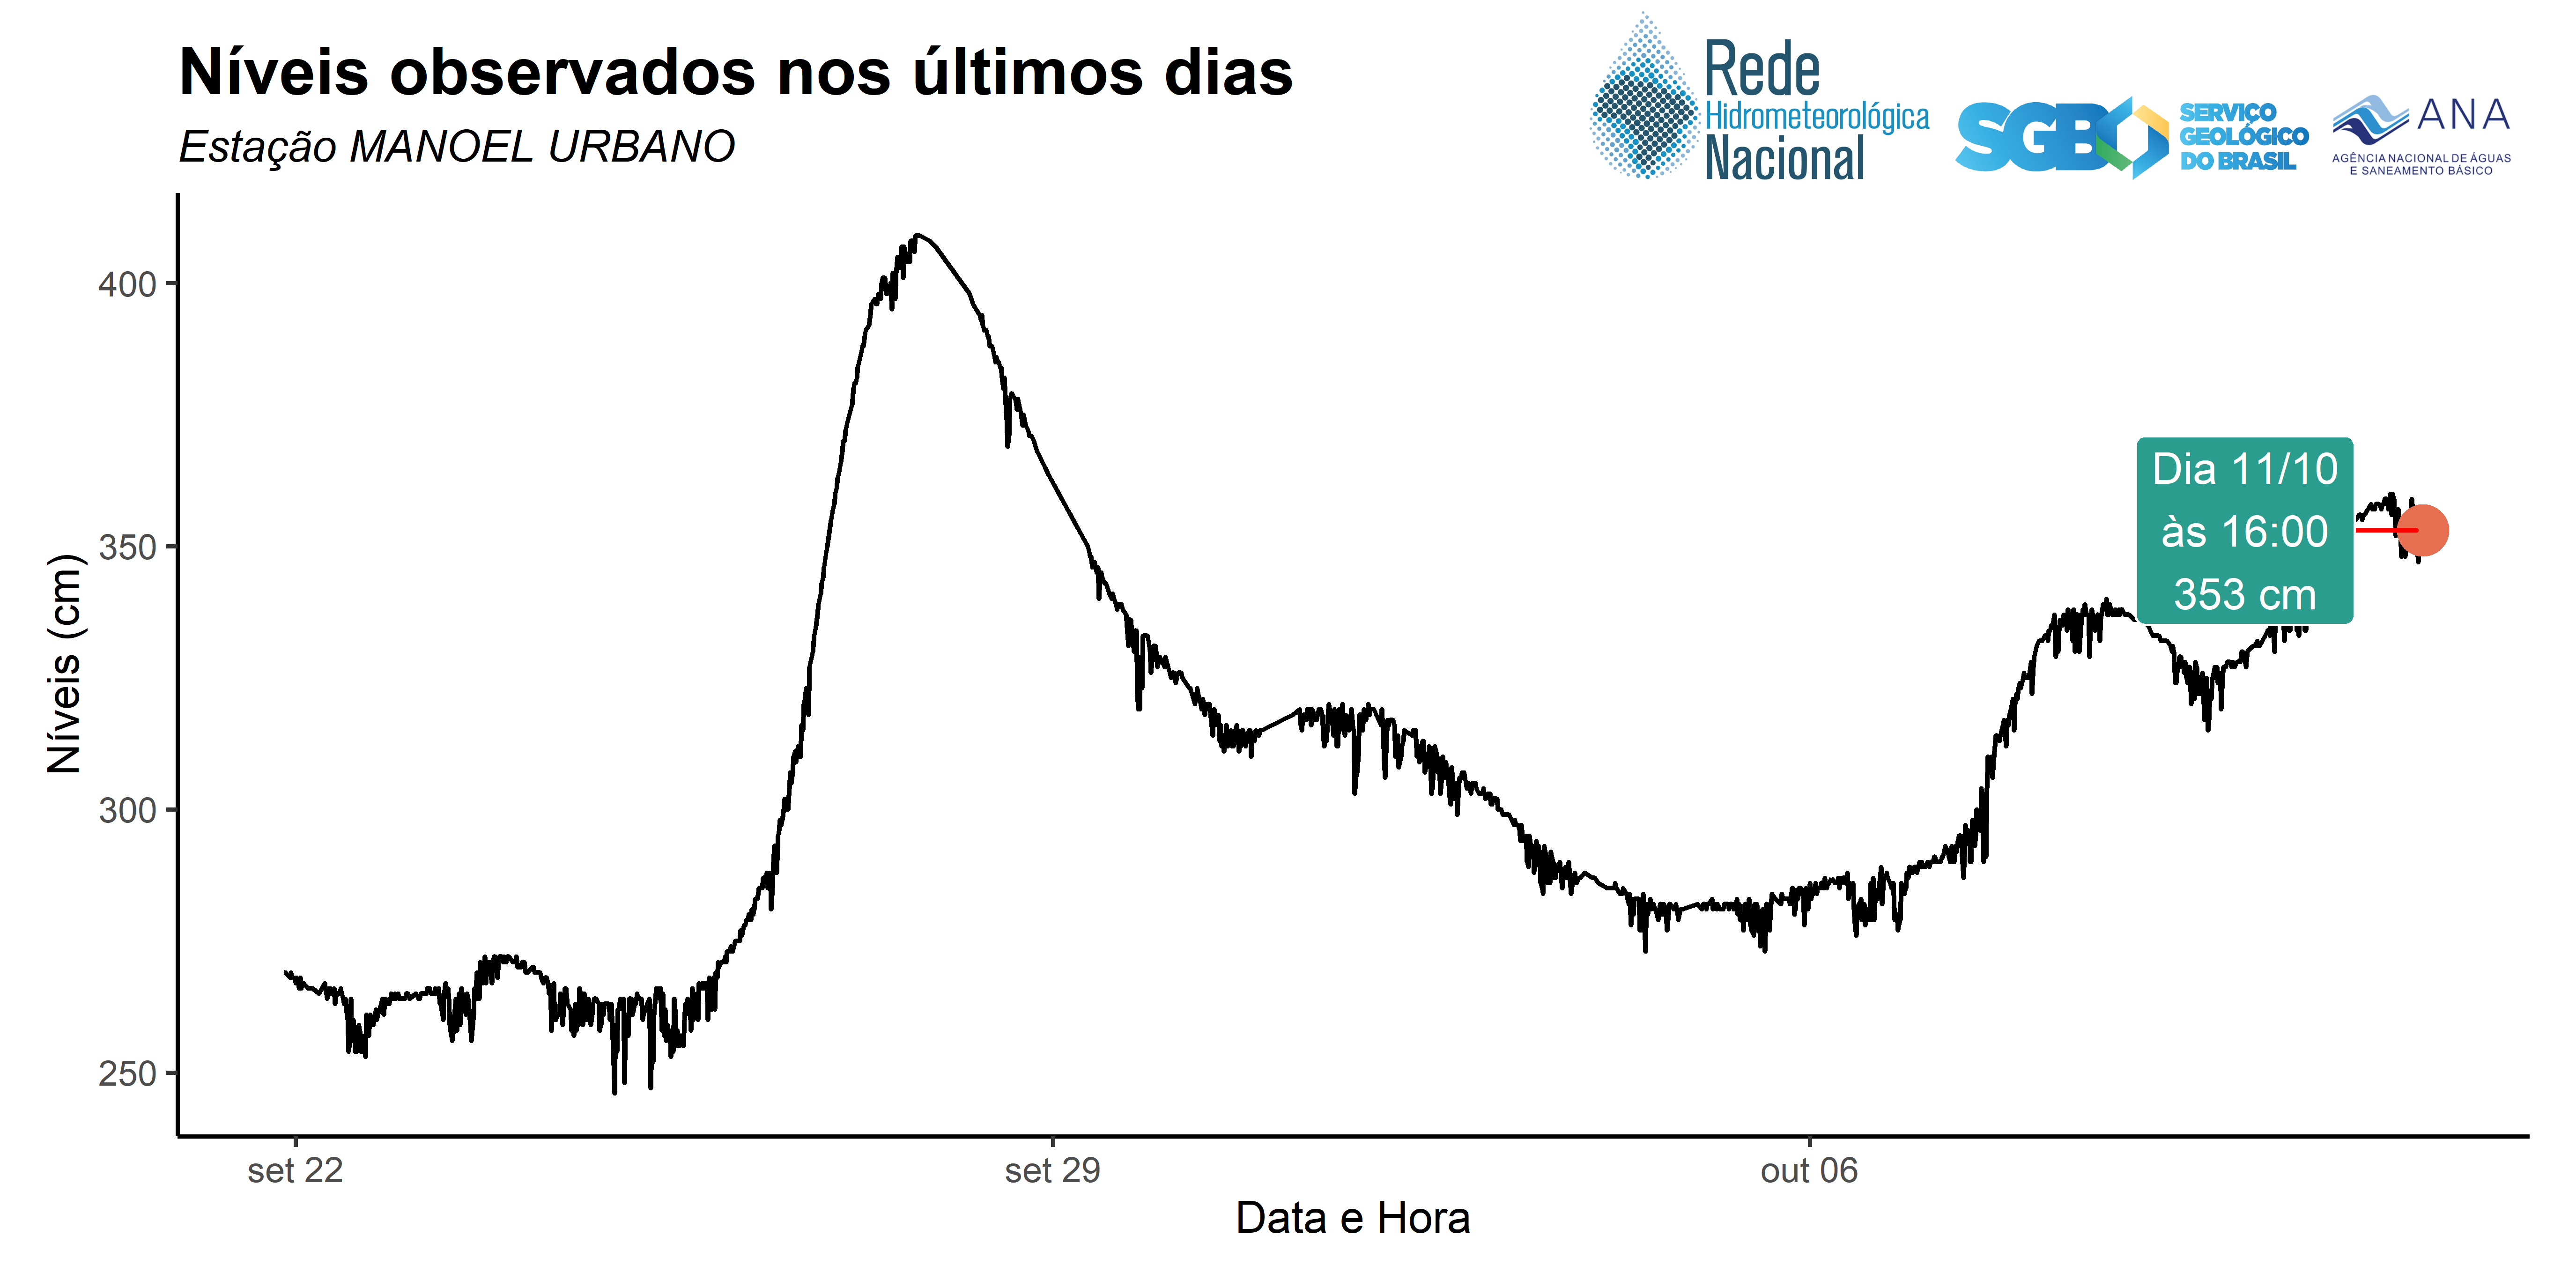 Níveis observados nos últimos dias
Estação MANOEL URBANO
Rede
Hidrometeorológica
Nacional
SGB
SERVIÇO
GEOLÓGICO
DO BRASIL
ANA
AGÊNCIA NACIONAL DE ÁGUAS
E SANEAMENTO BÁSICO
400
350
300
250
Níveis (cm)
Dia 11/10
às 16:00
353 cm
set 22
set 29
out 06
Data e Hora